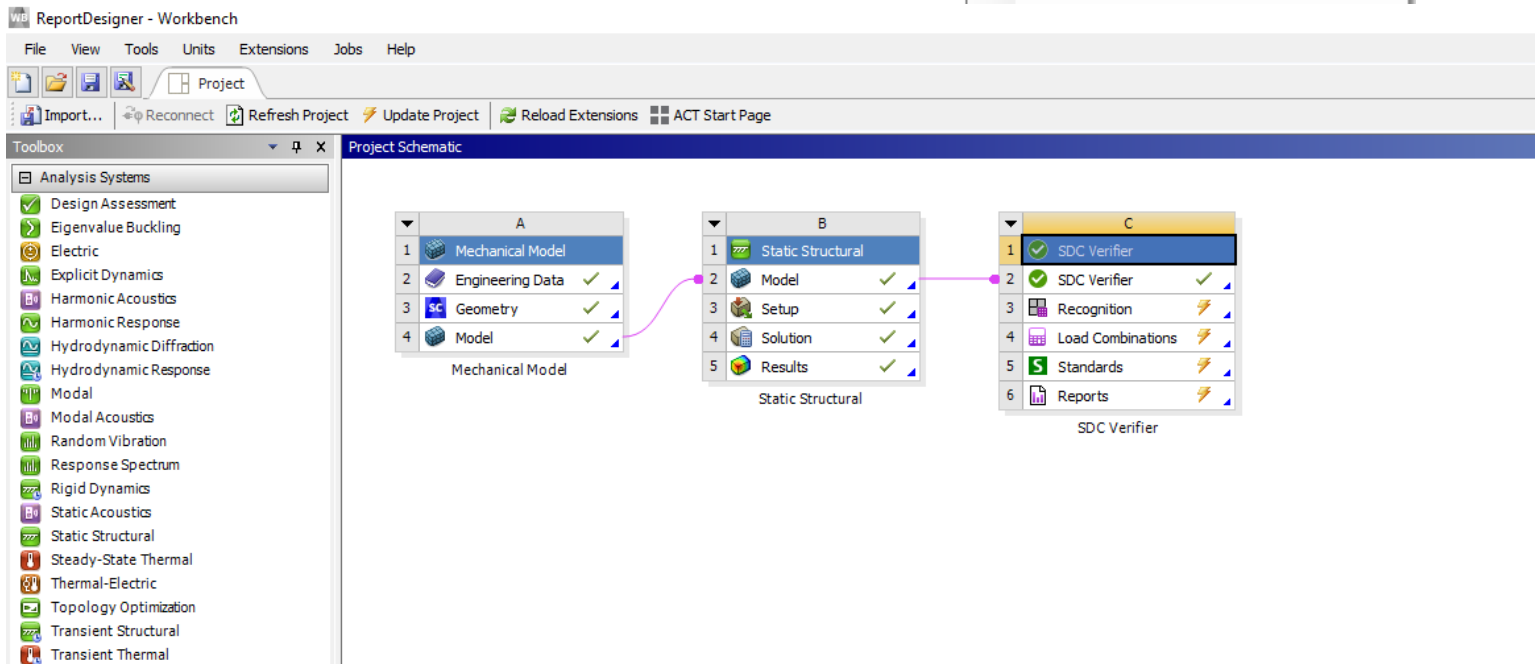 WB ReportDesigner - Workbench
File View Tools Units Extensions Jobs Help
Project
Import... Reconnect Refresh Project Update Project Reload Extensions ACT Start Page
Toolbox
Analysis Systems
Design Assessment
Eigenvalue Buckling
Electric
Explicit Dynamics
Harmonic Acoustics
Harmonic Response
Hydrodynamic Diffraction
Hydrodynamic Response
Modal
Modal Acoustics
Random Vibration
Response Spectrum
Rigid Dynamics
Static Acoustics
Static Structural
Steady-State Thermal
Thermal-Electric
Topology Optimization
Transient Structural
Transient Thermal
Project Schematic
A
1 Mechanical Model
2 Engineering Data
3 SC Geometry
4 Model
Mechanical Model
B
1 Static Structural
2 Model
3 Setup
4 Solution
5 Results
Static Structural
C
1 SDC Verifier
2 SDC Verifier
3 Recognition
4 Load Combinations
5 S Standards
6 Reports
SDC Verifier